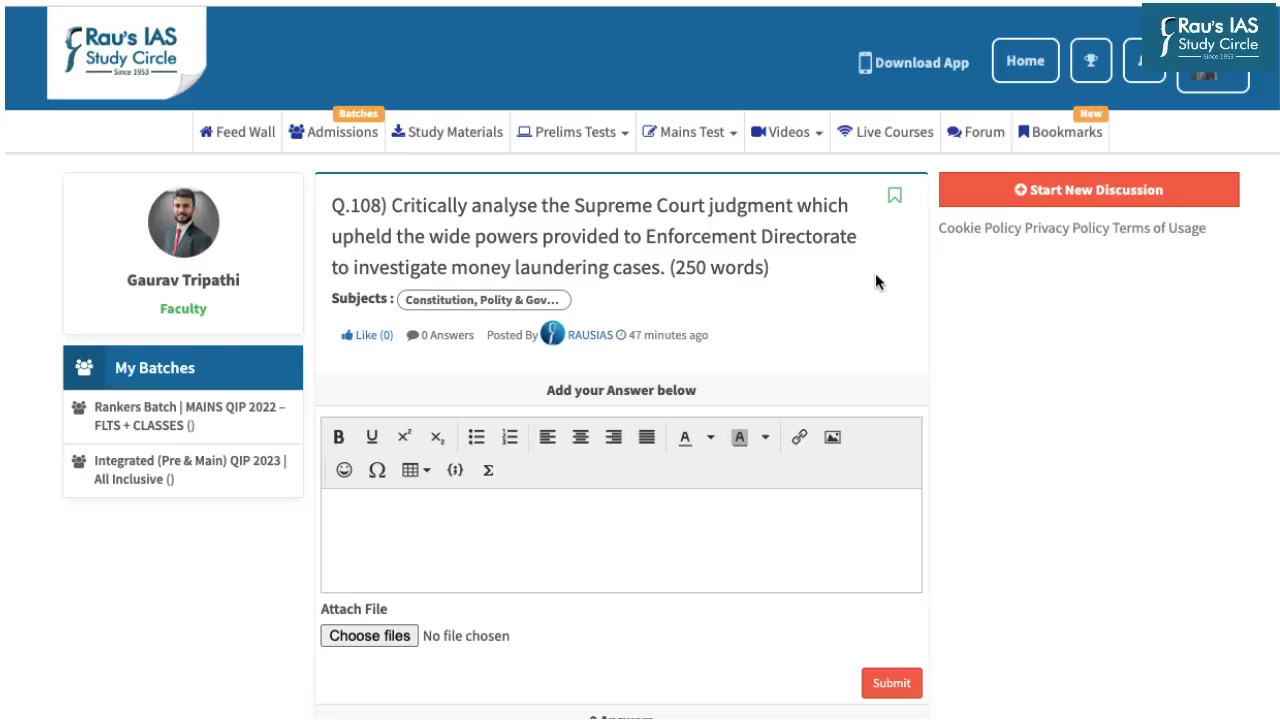 Rau's IAS
Study Circle
Since 1953
Download App
Home
Rau's IAS
Study Circle
Since 1953
Feed Wall
Batches
Admissions
Study Materials
Prelims Tests
Mains Test
Videos
Live Courses
Forum
New
Bookmarks
Gaurav Tripathi
Faculty
My Batches
Rankers Batch | MAINS QIP 2022 –
FLTS + CLASSES ()
Integrated (Pre & Main) QIP 2023 |
All Inclusive ()
Q.108) Critically analyse the Supreme Court judgment which
upheld the wide powers provided to Enforcement Directorate
to investigate money laundering cases. (250 words)
Subjects : Constitution, Polity & Gov...
Like (0) 0 Answers Posted By RAUSIAS 47 minutes ago
Add your Answer below
B U X² X₂ A A
Ω {;} Σ
Attach File
Choose files No file chosen
Submit
Start New Discussion
Cookie Policy Privacy Policy Terms of Usage